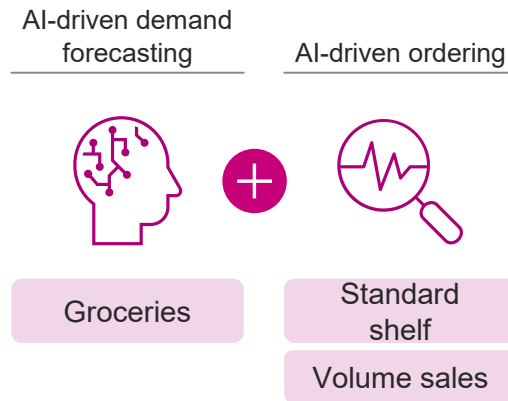 AI-driven demand
forecasting
AI-driven ordering
Groceries
Standard
shelf
Volume sales